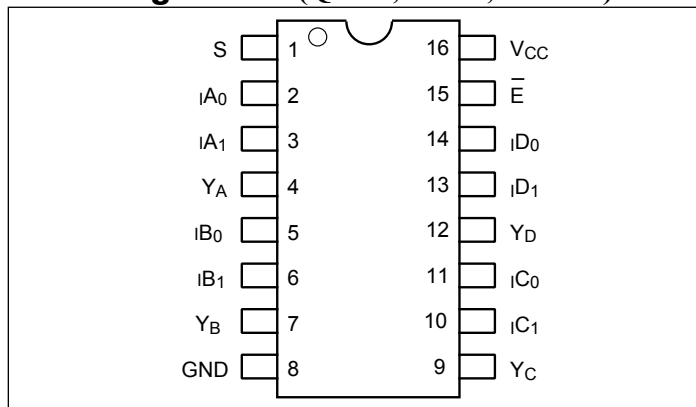 S 1 16 VCC
IA0 2 15 E̅
IA1 3 14 ID0
YA 4 13 ID1
IB0 5 12 YD
IB1 6 11 IC0
YB 7 10 IC1
GND 8 9 YC